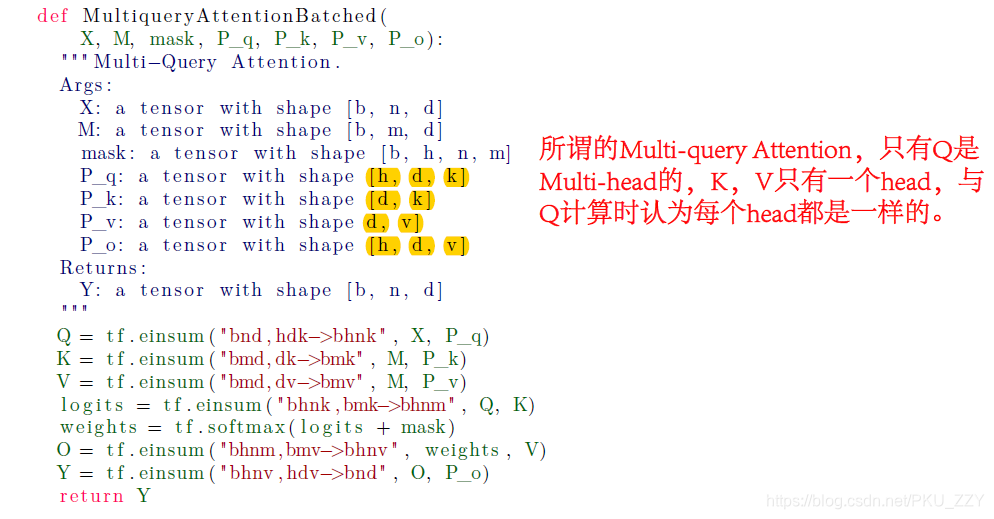 def MultiqueryAttentionBatched(
X, M, mask, P_q, P_k, P_v, P_o):
"""Multi-Query Attention.
Args:
X: a tensor with shape [b, n, d]
M: a tensor with shape [b, m, d]
mask: a tensor with shape [b, h, n, m]
P_q: a tensor with shape [h, d, k]
P_k: a tensor with shape [d, k]
P_v: a tensor with shape d, v]
P_o: a tensor with shape [h, d, v]
Returns:
Y: a tensor with shape [b, n, d]
"""
Q = tf.einsum("bnd,hdk->bhnk", X, P_q)
K = tf.einsum("bmd,dk->bmk", M, P_k)
V = tf.einsum("bmd,dv->bmv", M, P_v)
logits = tf.einsum("bhnk,bmk->bhnm", Q, K)
weights = tf.softmax(logits + mask)
O = tf.einsum("bhnm,bmv->bhnv", weights, V)
Y = tf.einsum("bhnv,hdv->bnd", O, P_o)
return Y
所谓的Multi-query Attention，只有Q是
Multi-head的，K，V只有一个head，与
Q计算时认为每个head都是一样的。
https://blog.csdn.net/PKU_ZZY